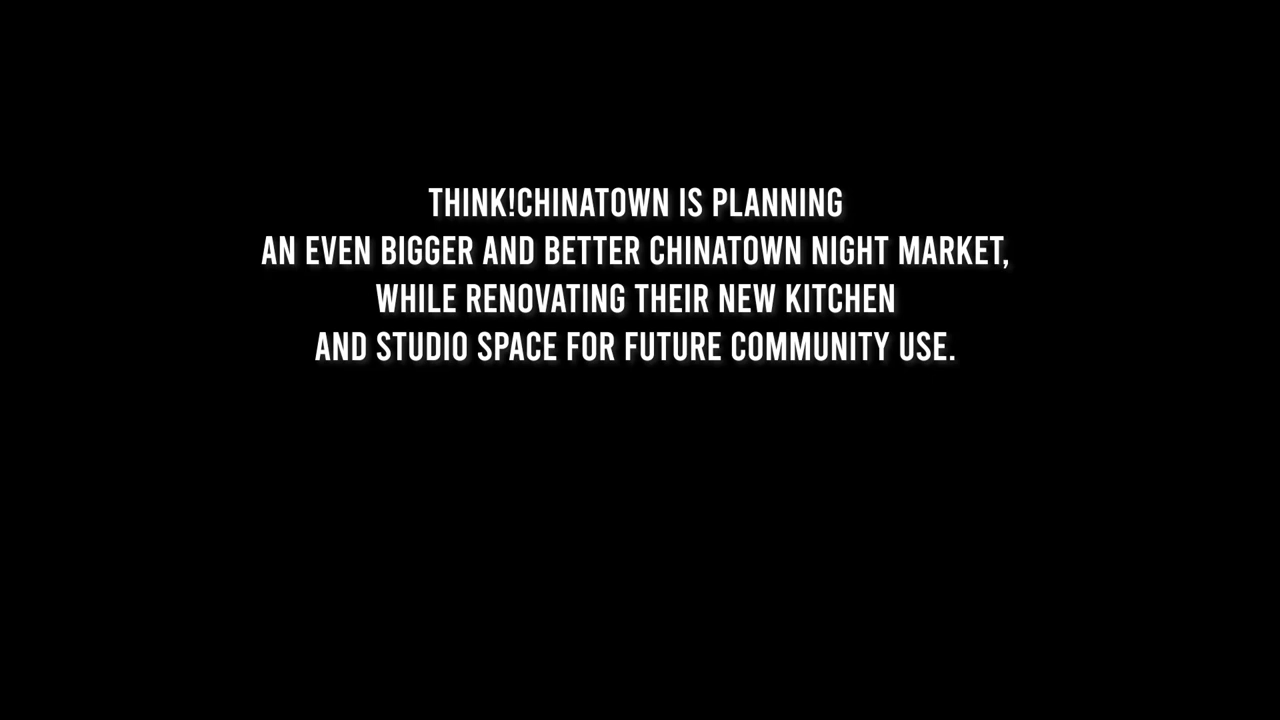 THINK!CHINATOWN IS PLANNING
AN EVEN BIGGER AND BETTER CHINATOWN NIGHT MARKET,
WHILE RENOVATING THEIR NEW KITCHEN
AND STUDIO SPACE FOR FUTURE COMMUNITY USE.